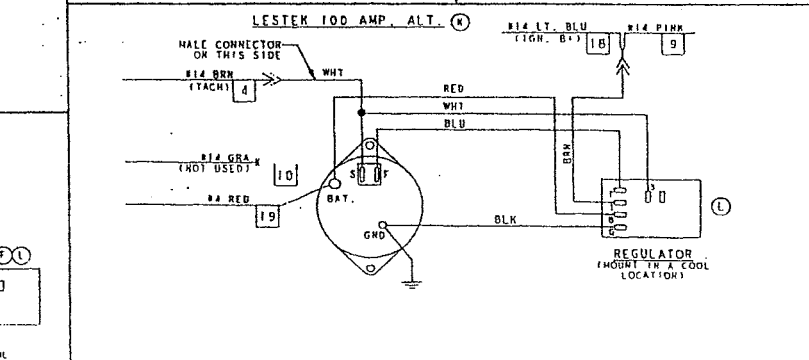 LESTEK 100 AMP. ALT. K
#14 LT. BLU
(IGN. B+)
18
#14 PINK
9
MALE CONNECTOR
ON THIS SIDE
#14 BRN
(TACH)
4
WHT
RED
WHT
BLU
BRN
#14 GRA
(NOT USED)
10
S F
BAT.
#4 RED
19
GND
BLK
F
I
B
G
S
L
REGULATOR
(MOUNT IN A COOL
LOCATION)
L